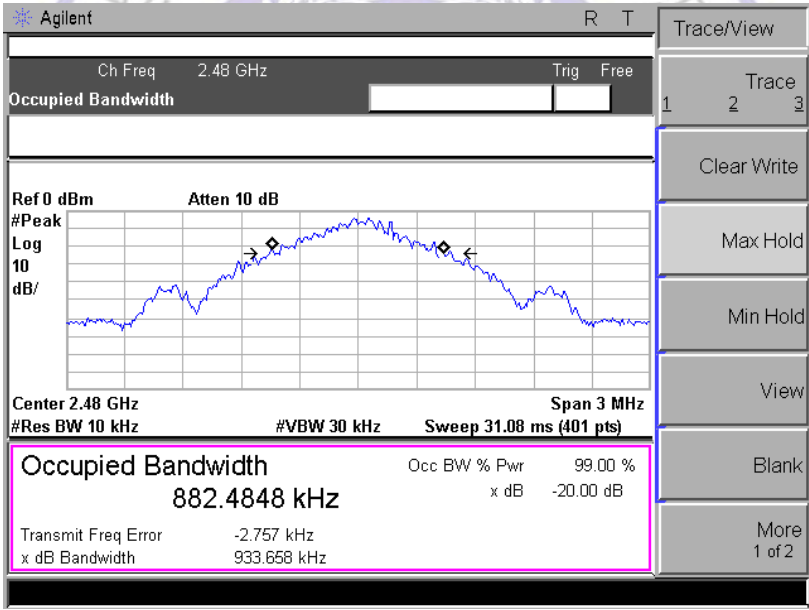 Agilent R T Trace/View
Ch Freq 2.48 GHz Trig Free
Occupied Bandwidth
Trace
1 2 3
Clear Write
Ref 0 dBm Atten 10 dB
#Peak
Log
10
dB/
Max Hold
Min Hold
View
Center 2.48 GHz Span 3 MHz
#Res BW 10 kHz #VBW 30 kHz Sweep 31.08 ms (401 pts)
Occupied Bandwidth
882.4848 kHz
Occ BW % Pwr 99.00 %
x dB -20.00 dB
Transmit Freq Error -2.757 kHz
x dB Bandwidth 933.658 kHz
Blank
More
1 of 2